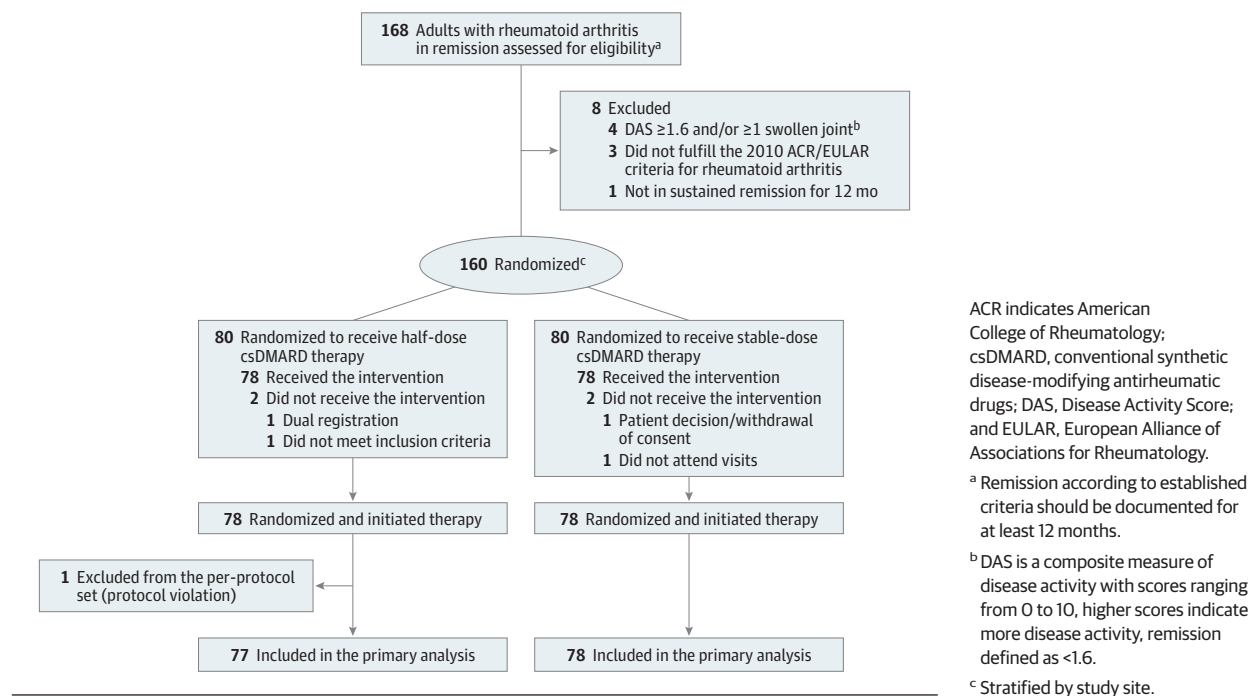 168 Adults with rheumatoid arthritis
in remission assessed for eligibilityᵃ
8 Excluded
4 DAS ≥1.6 and/or ≥1 swollen jointᵇ
3 Did not fulfill the 2010 ACR/EULAR
criteria for rheumatoid arthritis
1 Not in sustained remission for 12 mo
160 Randomizedᶜ
80 Randomized to receive half-dose
csDMARD therapy
78 Received the intervention
2 Did not receive the intervention
1 Dual registration
1 Did not meet inclusion criteria
80 Randomized to receive stable-dose
csDMARD therapy
78 Received the intervention
2 Did not receive the intervention
1 Patient decision/withdrawal
of consent
1 Did not attend visits
78 Randomized and initiated therapy
78 Randomized and initiated therapy
1 Excluded from the per-protocol
set (protocol violation)
77 Included in the primary analysis
78 Included in the primary analysis
ACR indicates American
College of Rheumatology;
csDMARD, conventional synthetic
disease-modifying antirheumatic
drugs; DAS, Disease Activity Score;
and EULAR, European Alliance of
Associations for Rheumatology.
ᵃ Remission according to established
criteria should be documented for
at least 12 months.
ᵇ DAS is a composite measure of
disease activity with scores ranging
from 0 to 10, higher scores indicate
more disease activity, remission
defined as <1.6.
ᶜ Stratified by study site.